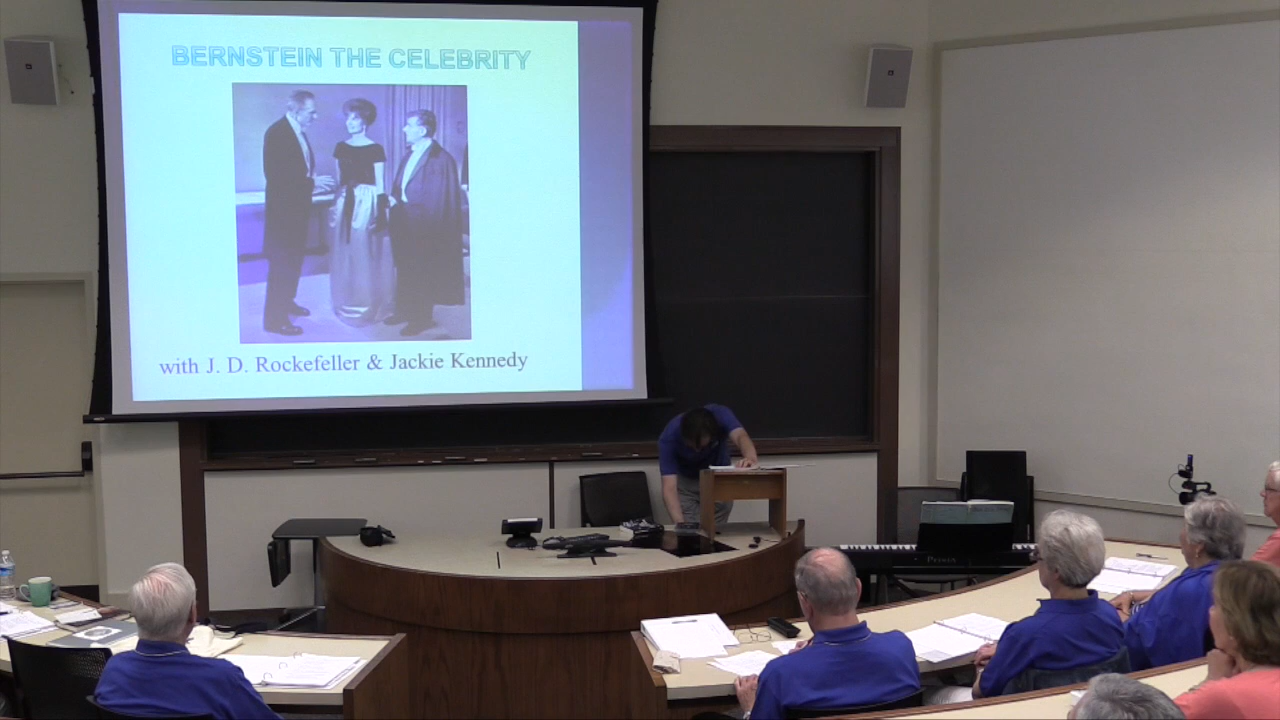 BERNSTEIN THE CELEBRITY
with J. D. Rockefeller & Jackie Kennedy